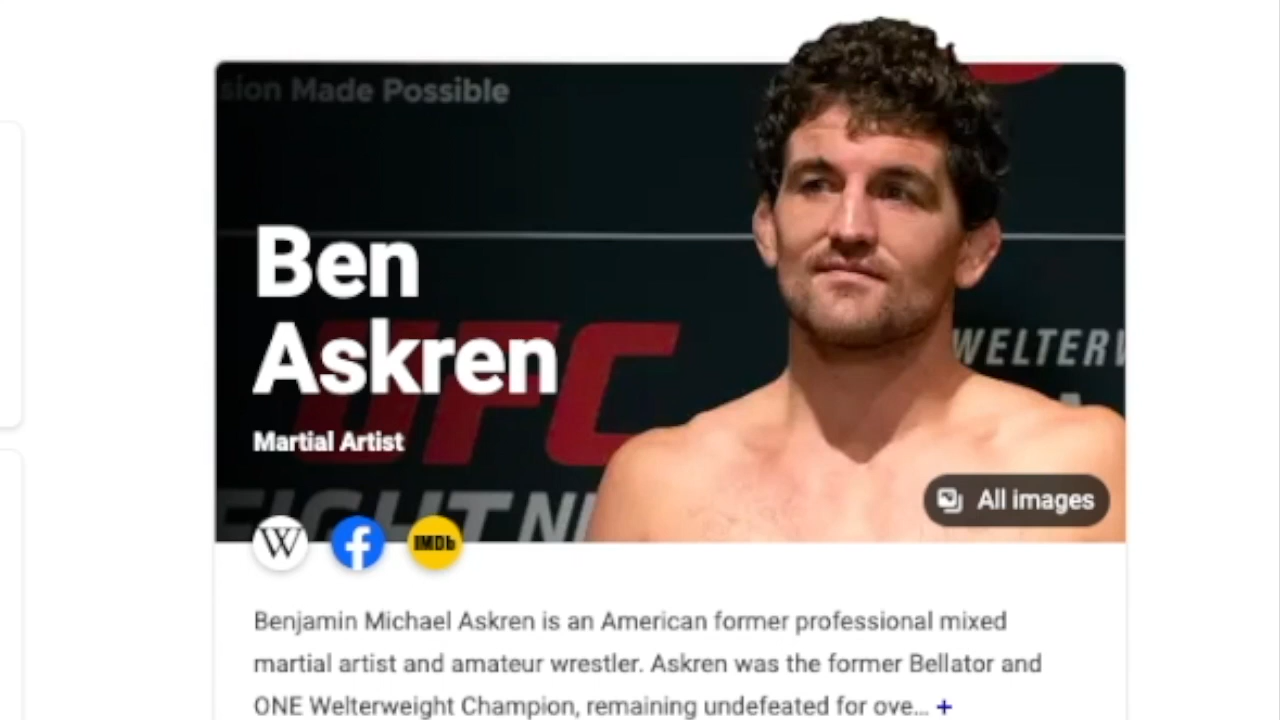 sion Made Possible
Ben
Askren
UFC
WELTERW
Martial Artist
FIGHT NI
All images
W
f
IMDb
Benjamin Michael Askren is an American former professional mixed
martial artist and amateur wrestler. Askren was the former Bellator and
ONE Welterweight Champion, remaining undefeated for ove... +